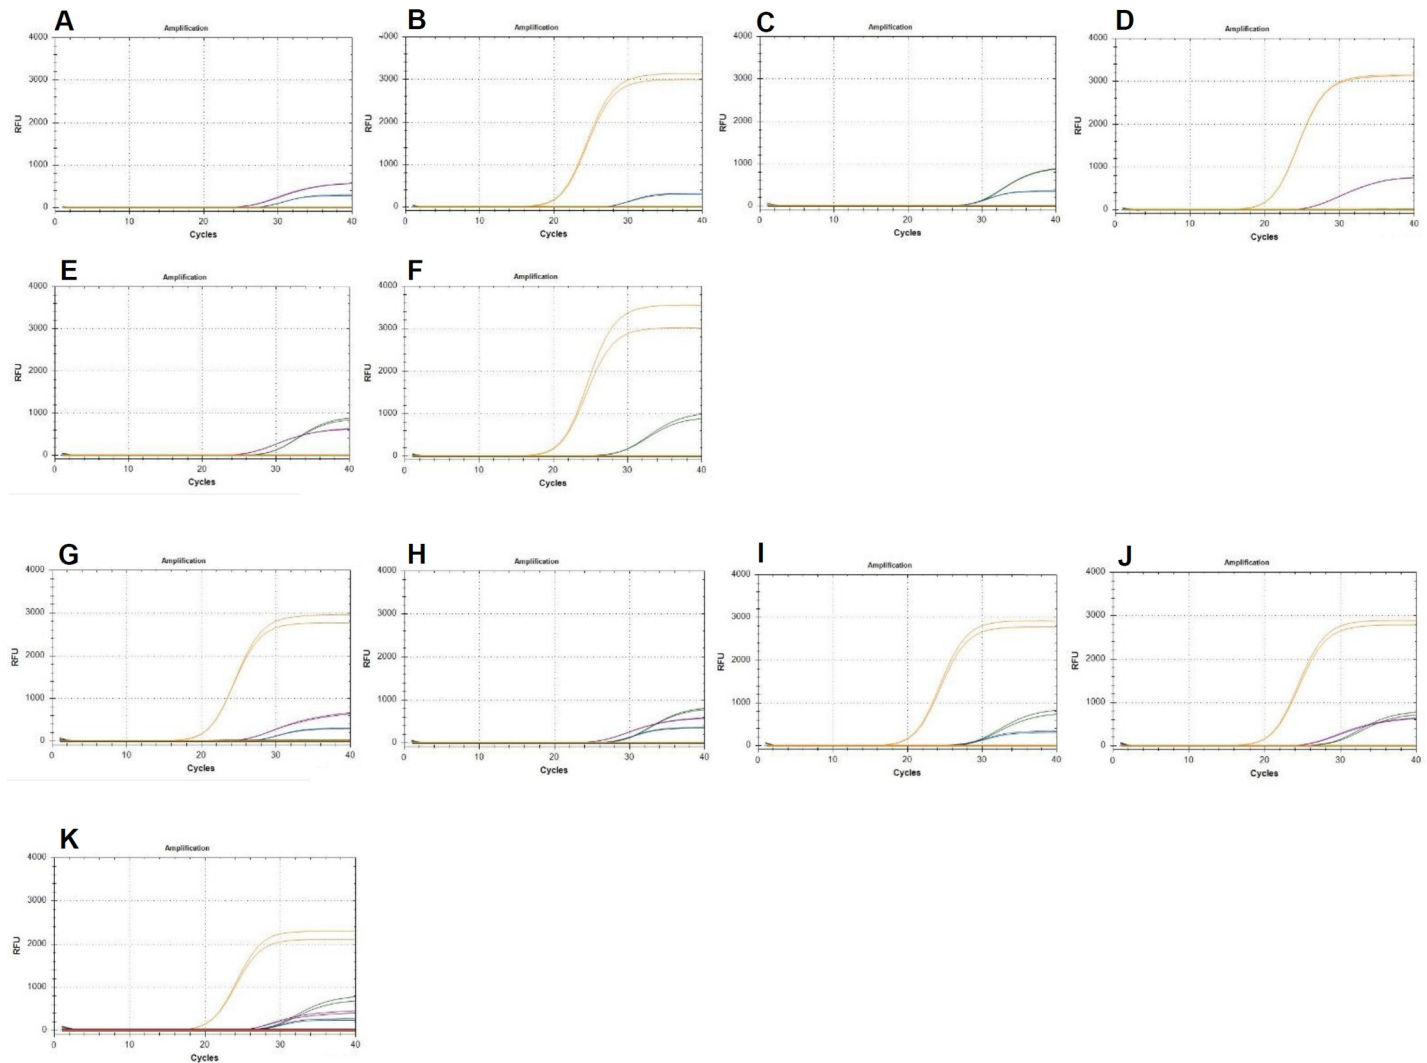 A B C D
Amplification Amplification Amplification Amplification
4000 -000 4000 4000
3000 3000 3000 3000
RFU RFU RFU RFU
2000 2000 2000 2000
1000 1000 1000 1000
0 0 0 0
0 10 20 30 40 0 10 20 30 40 0 10 20 30 40 0 10 20 30 40
Cycles Cycles Cycles Cycles
E F
Amplification Amplification
4000 4000
3000 3000
RFU RFU
2000 2000
1000 1000
0 0
0 10 20 30 40 0 10 20 30 40
Cycles Cycles
G H I J
Amplification Amplification Amplification Amplification
4000 4000 4000 4000
3000 3000 3000 3000
RFU RFU RFU RFU
2000 2000 2000 2000
1000 1000 1000 1000
0 0 0 0
0 10 20 30 40 0 10 20 30 40 0 10 20 30 40 0 10 20 30 40
Cycles Cycles Cycles Cycles
K
Amplification
4000
3000
RFU
2000
1000
0
0 10 20 30 40
Cycles